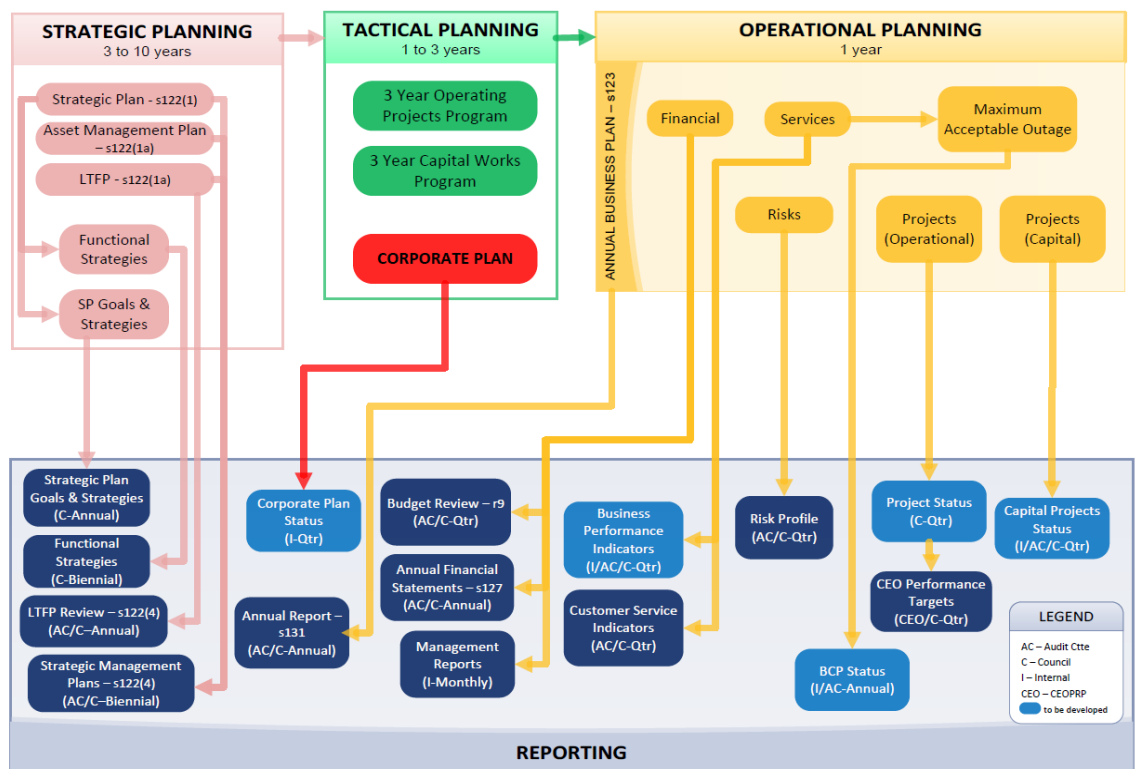 STRATEGIC PLANNING
3 to 10 years
TACTICAL PLANNING
1 to 3 years
OPERATIONAL PLANNING
1 year
Strategic Plan - s122(1)
Asset Management Plan
– s122(1a)
LTFP - s122(1a)
Functional
Strategies
SP Goals &
Strategies
3 Year Operating
Projects Program
3 Year Capital Works
Program
CORPORATE PLAN
ANNUAL BUSINESS PLAN – s123
Financial
Services
Maximum
Acceptable Outage
Risks
Projects
(Operational)
Projects
(Capital)
Strategic Plan
Goals & Strategies
(C-Annual)
Functional
Strategies
(C-Biennial)
LTFP Review – s122(4)
(AC/C–Annual)
Strategic Management
Plans – s122(4)
(AC/C–Biennial)
Corporate Plan
Status
(I-Qtr)
Annual Report –
s131
(AC/C-Annual)
Budget Review – r9
(AC/C-Qtr)
Annual Financial
Statements – s127
(AC/C-Annual)
Management
Reports
(I-Monthly)
Business
Performance
Indicators
(I/AC/C-Qtr)
Customer Service
Indicators
(AC/C-Qtr)
Risk Profile
(AC/C-Qtr)
BCP Status
(I/AC-Annual)
Project Status
(C-Qtr)
CEO Performance
Targets
(CEO/C-Qtr)
Capital Projects
Status
(I/AC/C-Qtr)
LEGEND
AC – Audit Ctte
C – Council
I – Internal
CEO – CEOPRP
to be developed
REPORTING